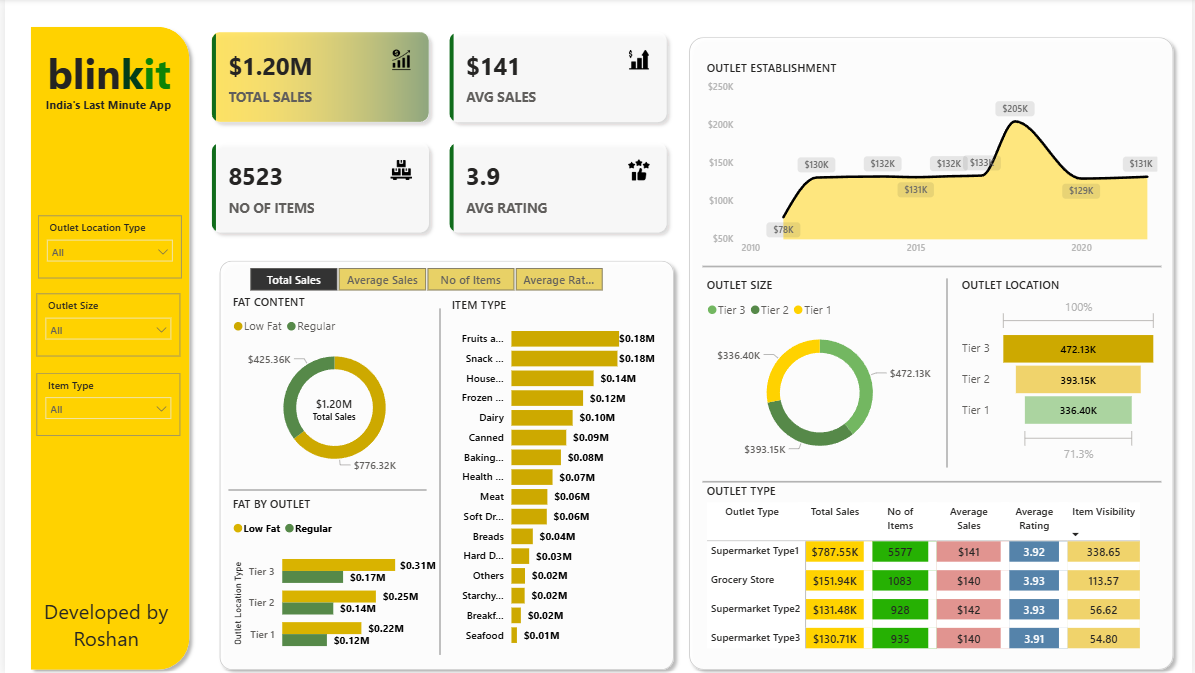 blinkit
India's Last Minute App
Outlet Location Type
All
Outlet Size
All
Item Type
All
Developed by
Roshan
$1.20M
TOTAL SALES
$141
AVG SALES
8523
NO OF ITEMS
3.9
AVG RATING
Total Sales
Average Sales
No of Items
Average Rat...
FAT CONTENT
Low Fat
Regular
$425.36K
$1.20M
Total Sales
$776.32K
FAT BY OUTLET
Low Fat
Regular
Outlet Location Type
Tier 3
$0.31M
$0.17M
Tier 2
$0.25M
$0.14M
Tier 1
$0.22M
$0.12M
ITEM TYPE
Fruits a... $0.18M
Snack ... $0.18M
House... $0.14M
Frozen ... $0.12M
Dairy $0.10M
Canned $0.09M
Baking... $0.08M
Health ... $0.07M
Meat $0.06M
Soft Dr... $0.06M
Breads $0.04M
Hard D... $0.03M
Others $0.02M
Starchy... $0.02M
Breakf... $0.02M
Seafood $0.01M
OUTLET ESTABLISHMENT
$250K
$200K
$150K
$100K
$50K
2010
2015
2020
$78K
$130K
$132K
$131K
$132K
$133K
$205K
$129K
$131K
OUTLET SIZE
Tier 3
Tier 2
Tier 1
$336.40K
$472.13K
$393.15K
OUTLET LOCATION
100%
Tier 3 472.13K
Tier 2 393.15K
Tier 1 336.40K
71.3%
OUTLET TYPE
Outlet Type Total Sales No of Items Average Sales Average Rating Item Visibility
Supermarket Type1 $787.55K 5577 $141 3.92 338.65
Grocery Store $151.94K 1083 $140 3.93 113.57
Supermarket Type2 $131.48K 928 $142 3.93 56.62
Supermarket Type3 $130.71K 935 $140 3.91 54.80